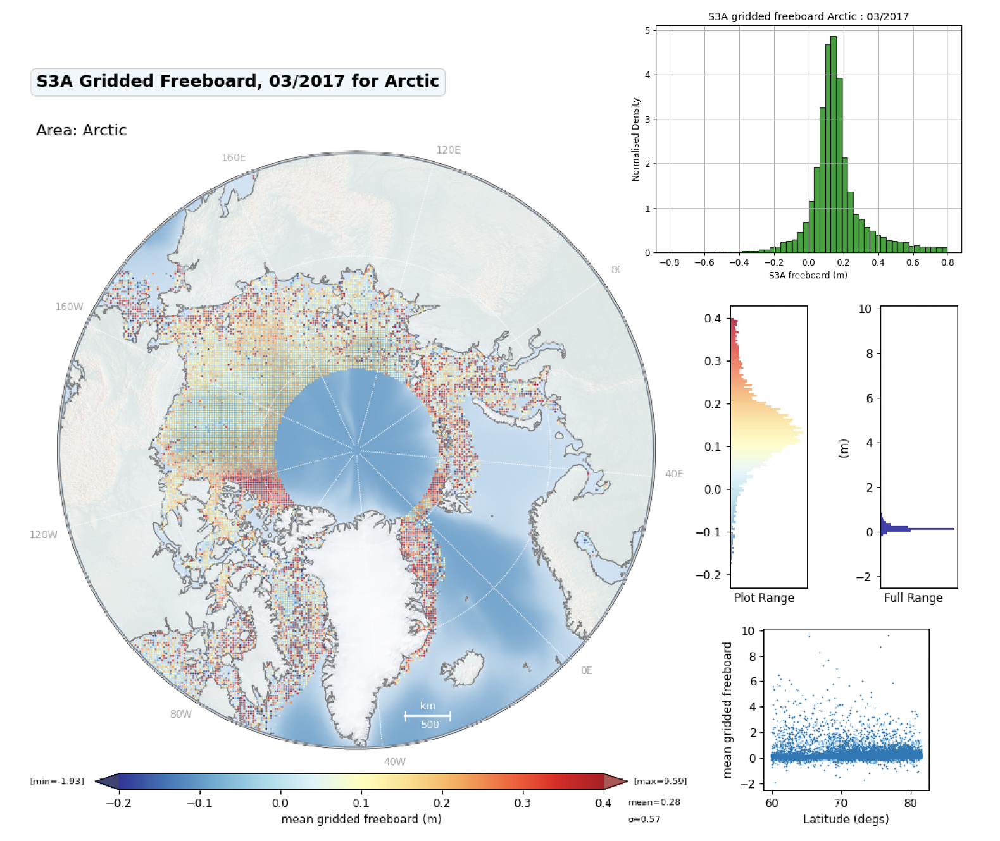 S3A gridded freeboard Arctic : 03/2017
5
4
3
2
1
0
Normalised Density
−0.8 −0.6 −0.4 −0.2 0.0 0.2 0.4 0.6 0.8
S3A freeboard (m)
S3A Gridded Freeboard, 03/2017 for Arctic
Area: Arctic
160E
120E
160W
40E
120W
0E
80W
40W
km
500
0.4
0.3
0.2
0.1
0.0
−0.1
−0.2
Plot Range
10
8
6
4
2
0
−2
(m)
Full Range
10
8
6
4
2
0
−2
mean gridded freeboard
60 70 80
Latitude (degs)
[min=-1.93]
[max=9.59]
−0.2 −0.1 0.0 0.1 0.2 0.3 0.4
mean=0.28
mean gridded freeboard (m)
σ=0.57